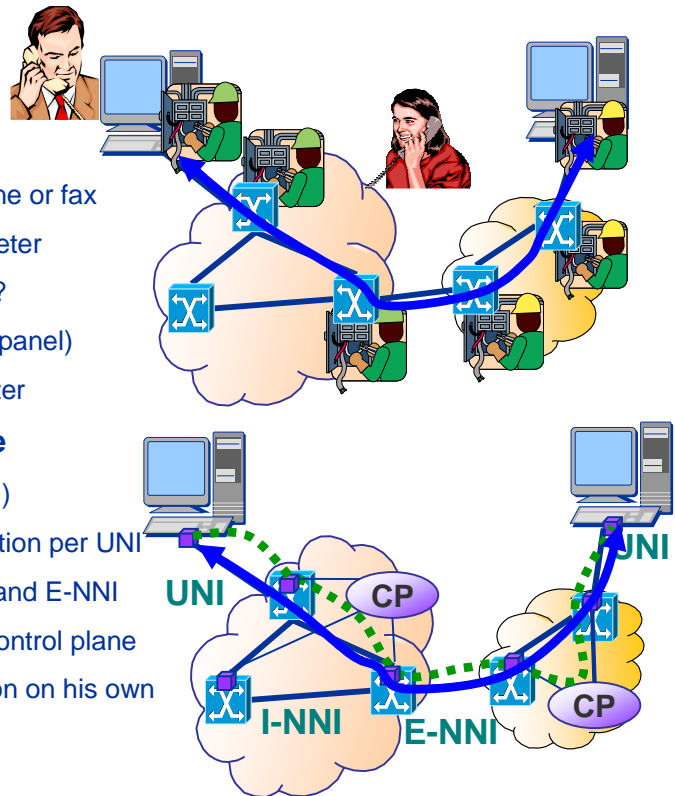 ne or fax
eter
?
panel)
ter
e
)
tion per UNI
and E-NNI
ontrol plane
on on his own
UNI
UNI
CP
I-NNI
E-NNI
CP